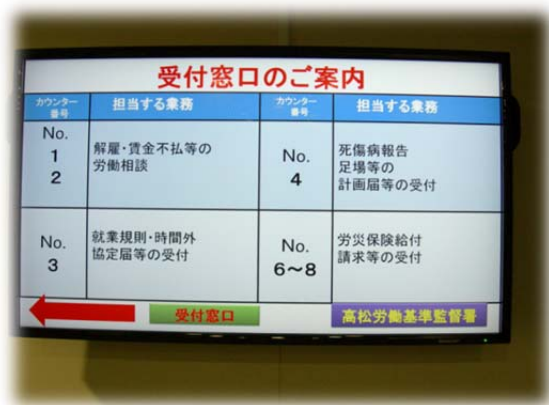 受付窓口のご案内
カウンター
番号
担当する業務
カウンター
番号
担当する業務
No.
1
2
解雇・賃金不払等の
労働相談
No.
4
死傷病報告
足場等の
計画届等の受付
No.
3
就業規則・時間外
協定届等の受付
No.
6～8
労災保険給付
請求等の受付
受付窓口
高松労働基準監督署